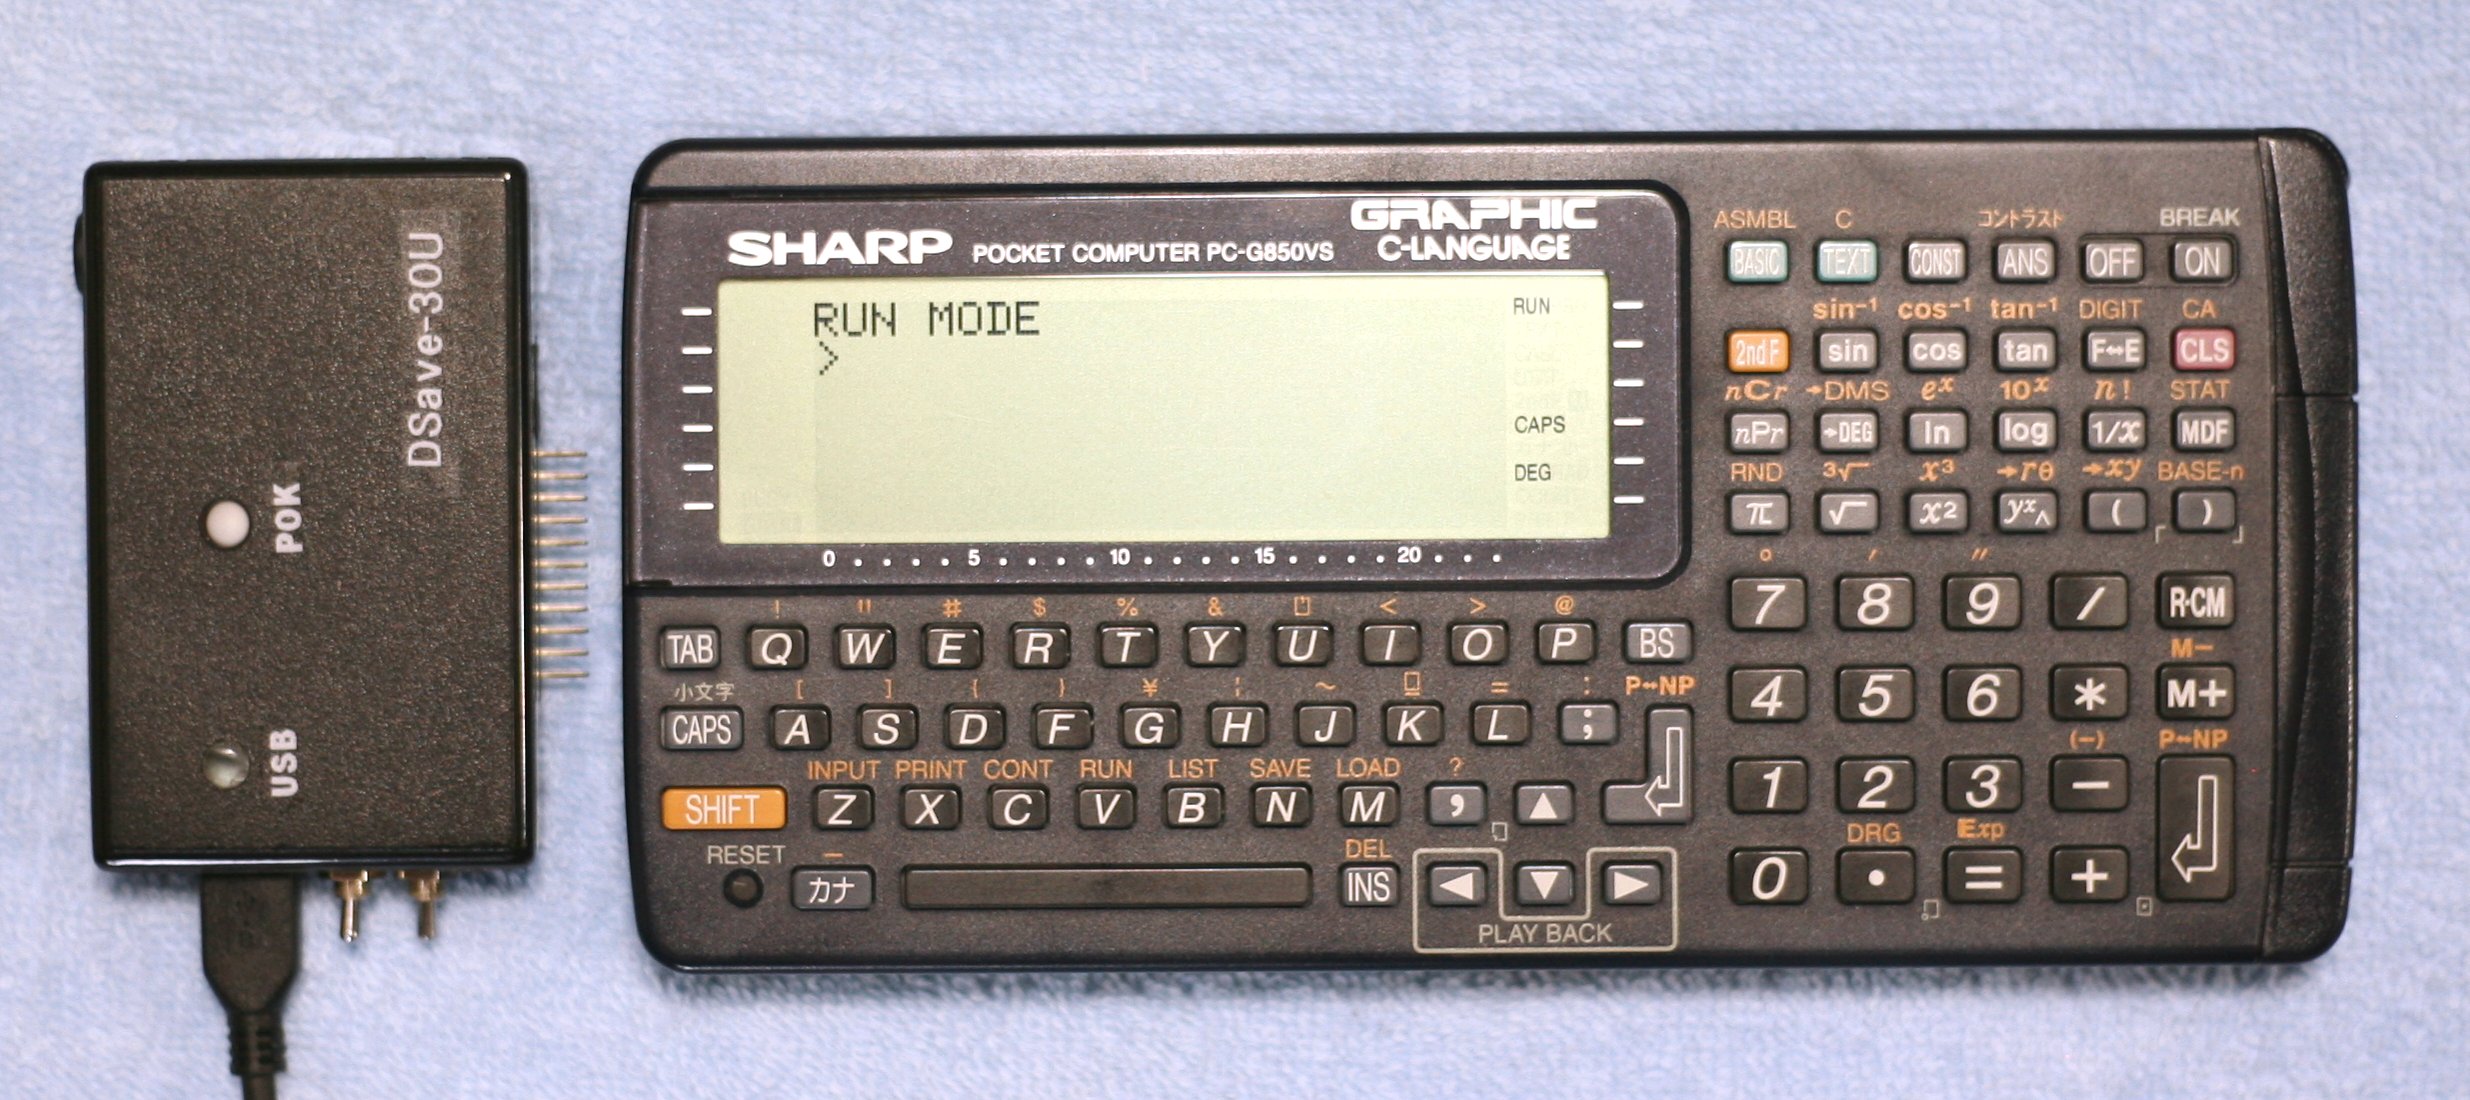 DSave-30U
POK
USB
SHARP POCKET COMPUTER PC-G850VS GRAPHIC
C-LANGUAGE
RUN MODE
>
RUN
CAPS
DEG
0 5 10 15 20
ASMBL C コントラスト BREAK
BASIC TEXT CONST ANS OFF ON
sin⁻¹ cos⁻¹ tan⁻¹ DIGIT CA
2nd F sin cos tan F↔E CLS
nCr →DMS eˣ 10ˣ n! STAT
nPr →DEG ln log 1/x MDF
RND ³√ x³ →rθ →xy BASE-n
π √ x² yˣ^ ( )
° ′ ″
7 8 9 / R·CM
M−
4 5 6 * M+
(−) P↔NP
1 2 3 −
DRG Exp
0 • = +
! " # $ % & < > @
TAB Q W E R T Y U I O P BS
小文字 [ ] { } ¥ ¦ ~ = : P↔NP
CAPS A S D F G H J K L ;
INPUT PRINT CONT RUN LIST SAVE LOAD ?
SHIFT Z X C V B N M , ▲
RESET – DEL
カナ INS ◀ ▼ ▶
PLAY BACK